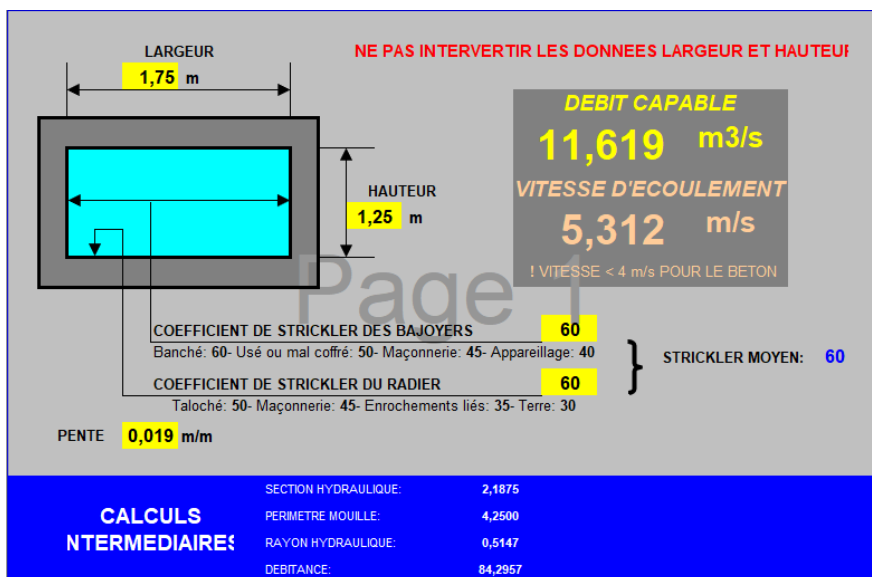 LARGEUR
NE PAS INTERVERTIR LES DONNEES LARGEUR ET HAUTEUR
1,75 m
DEBIT CAPABLE
11,619 m3/s
HAUTEUR
VITESSE D'ECOULEMENT
1,25 m
5,312 m/s
! VITESSE < 4 m/s POUR LE BETON
Page 1
COEFFICIENT DE STRICKLER DES BAJOYERS 60
Banché: 60- Usé ou mal coffré: 50- Maçonnerie: 45- Appareillage: 40
STRICKLER MOYEN: 60
COEFFICIENT DE STRICKLER DU RADIER 60
Taloché: 50- Maçonnerie: 45- Enrochements liés: 35- Terre: 30
PENTE 0,019 m/m
CALCULS
NTERMEDIAIRES
SECTION HYDRAULIQUE: 2,1875
PERIMETRE MOUILLE: 4,2500
RAYON HYDRAULIQUE: 0,5147
DEBITANCE: 84,2957